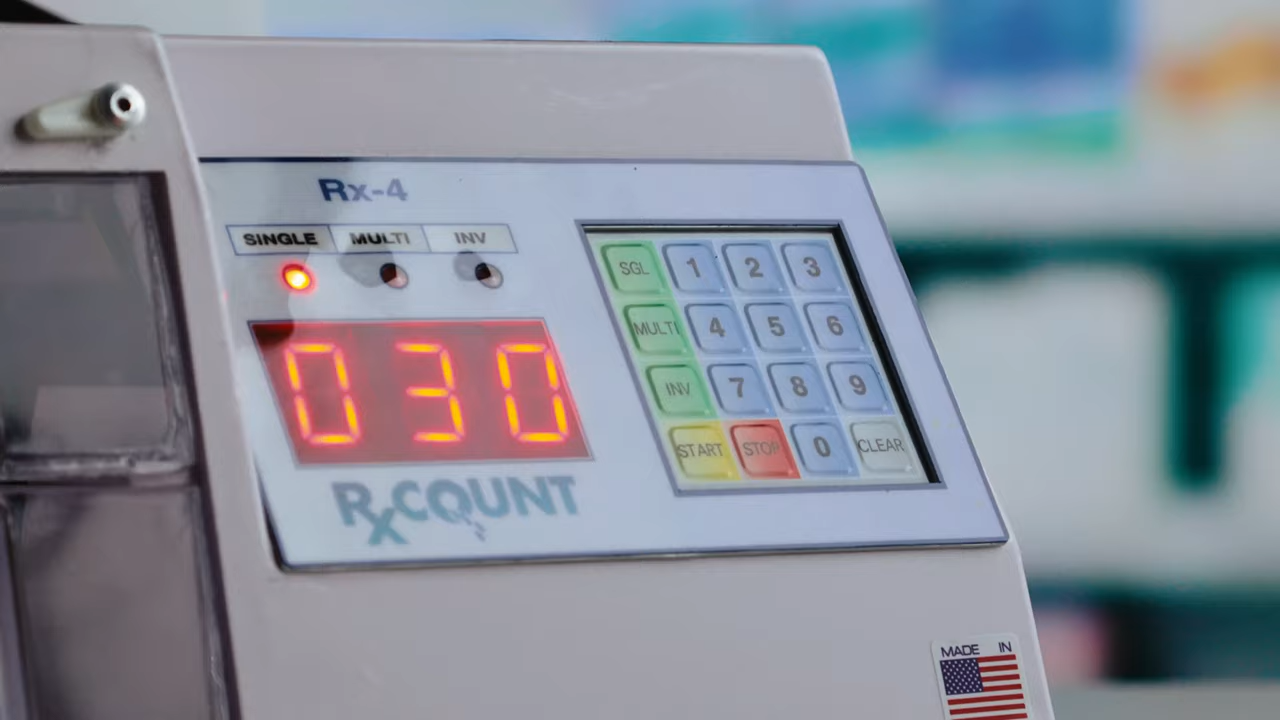 Rx-4
SINGLE MULTI INV
030
RxCOUNT
SGL 1 2 3
MULTI 4 5 6
INV 7 8 9
START STOP 0 CLEAR
MADE IN